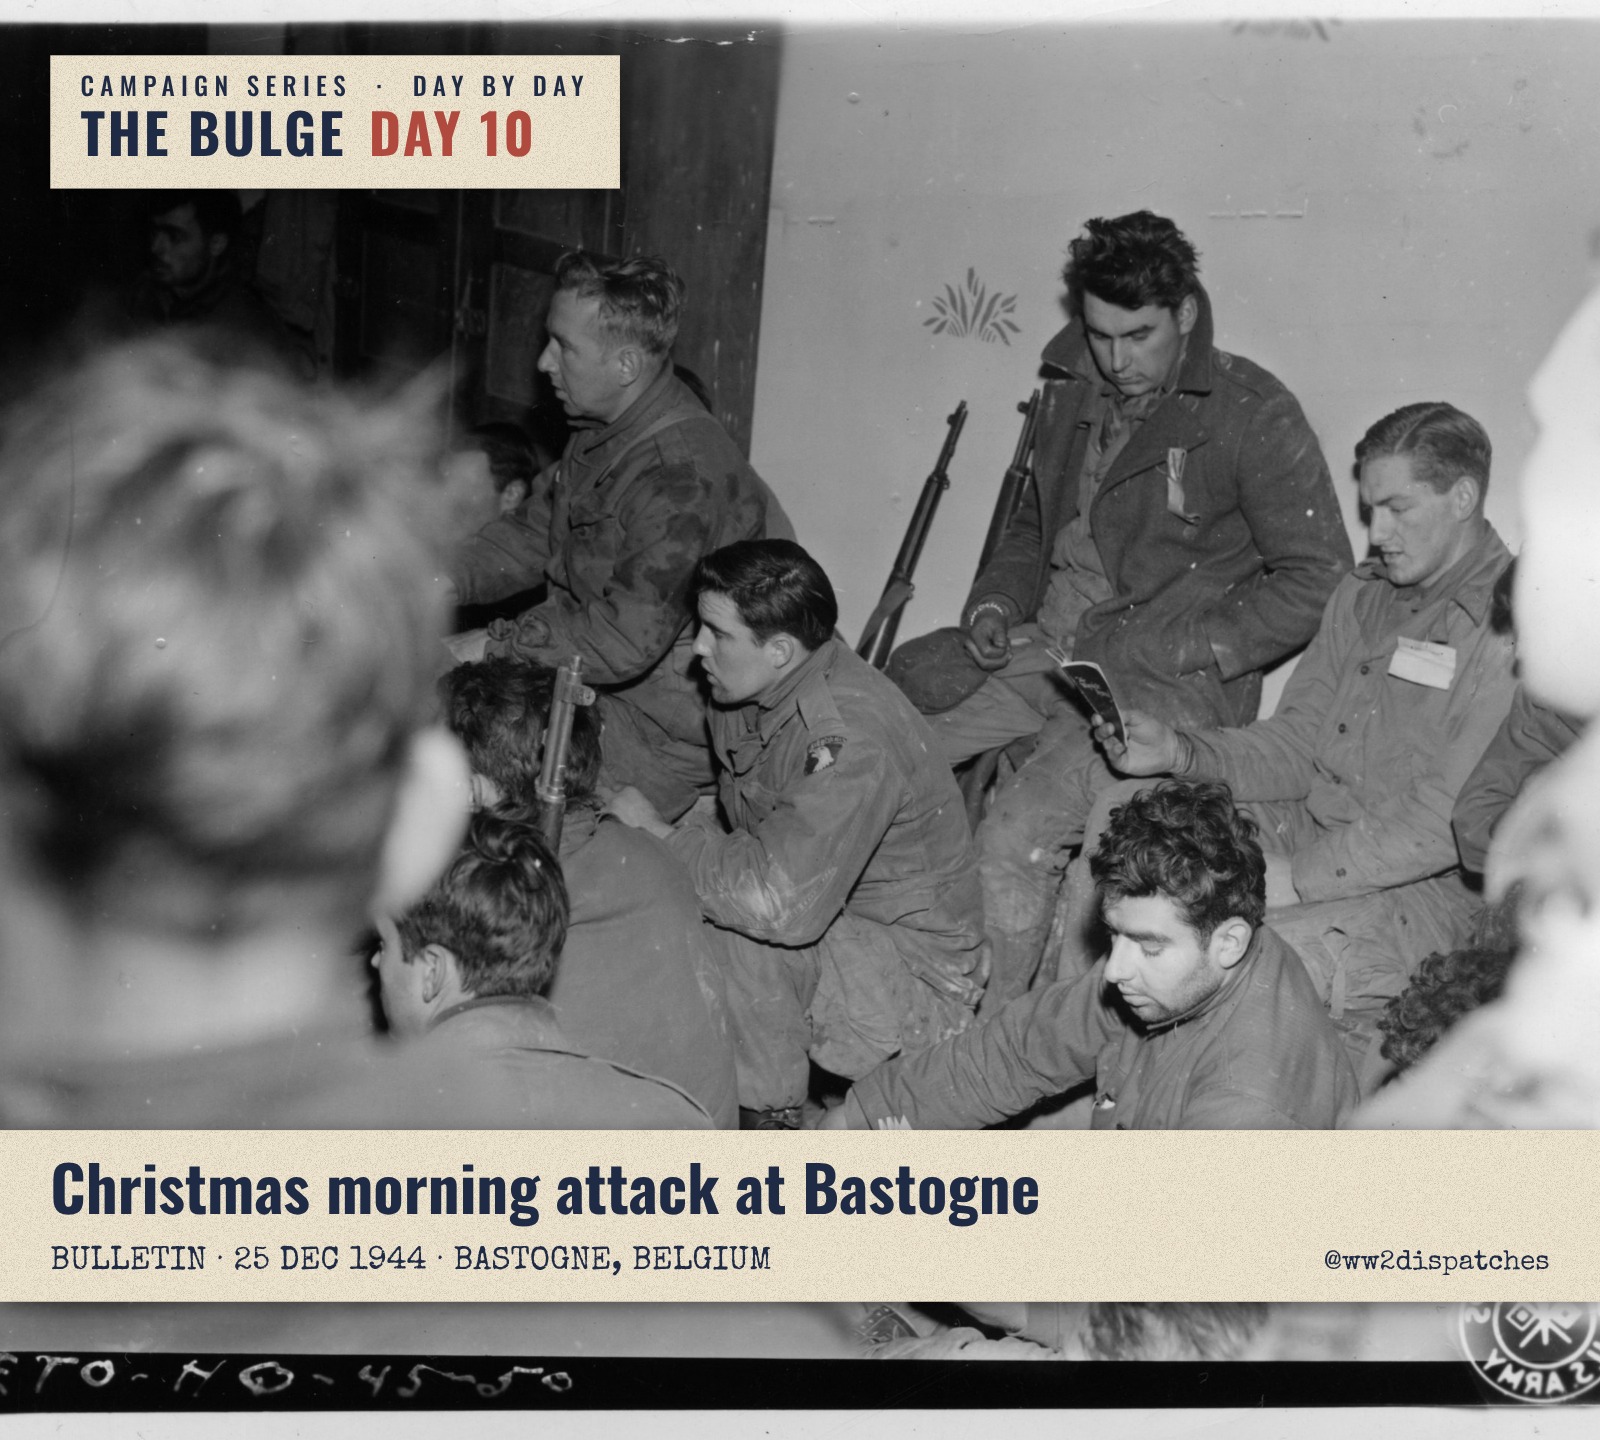 CAMPAIGN SERIES · DAY BY DAY
THE BULGE DAY 10
Christmas morning attack at Bastogne
BULLETIN · 25 DEC 1944 · BASTOGNE, BELGIUM
@ww2dispatches
ETO-HQ-45-50
U.S. ARMY